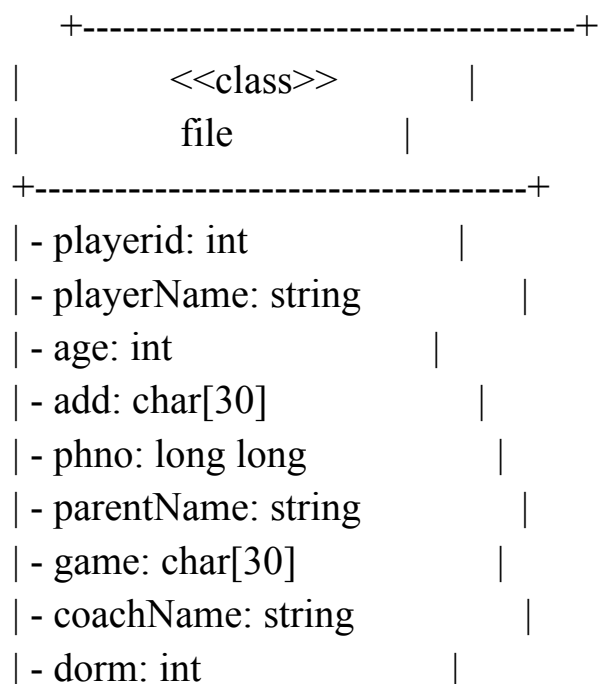 +-------------------------------------+
| <<class>> |
| file |
+-------------------------------------+
| - playerid: int |
| - playerName: string |
| - age: int |
| - add: char[30] |
| - phno: long long |
| - parentName: string |
| - game: char[30] |
| - coachName: string |
| - dorm: int |